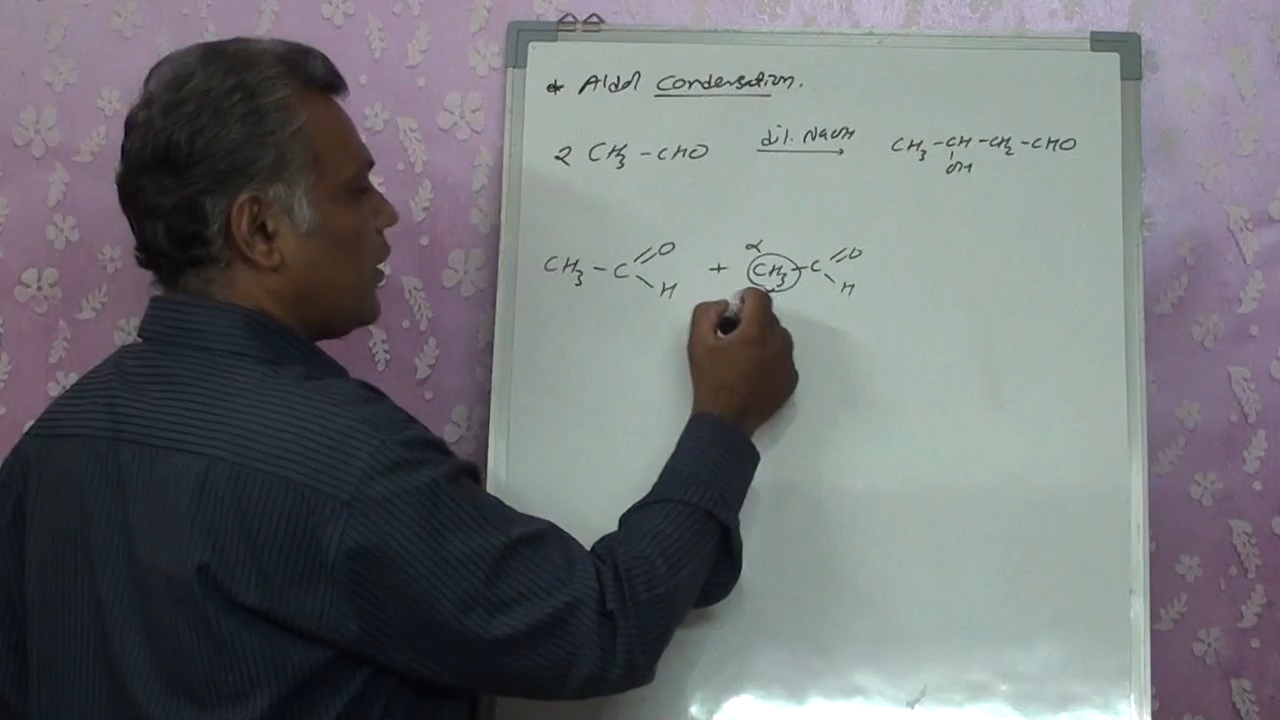 * Aldol Condensation.
2 CH₃ –CHO dil. NaOH → CH₃ –CH –CH₂ –CHO
OH
CH₃ – C =O H + α CH₃ – C =O H